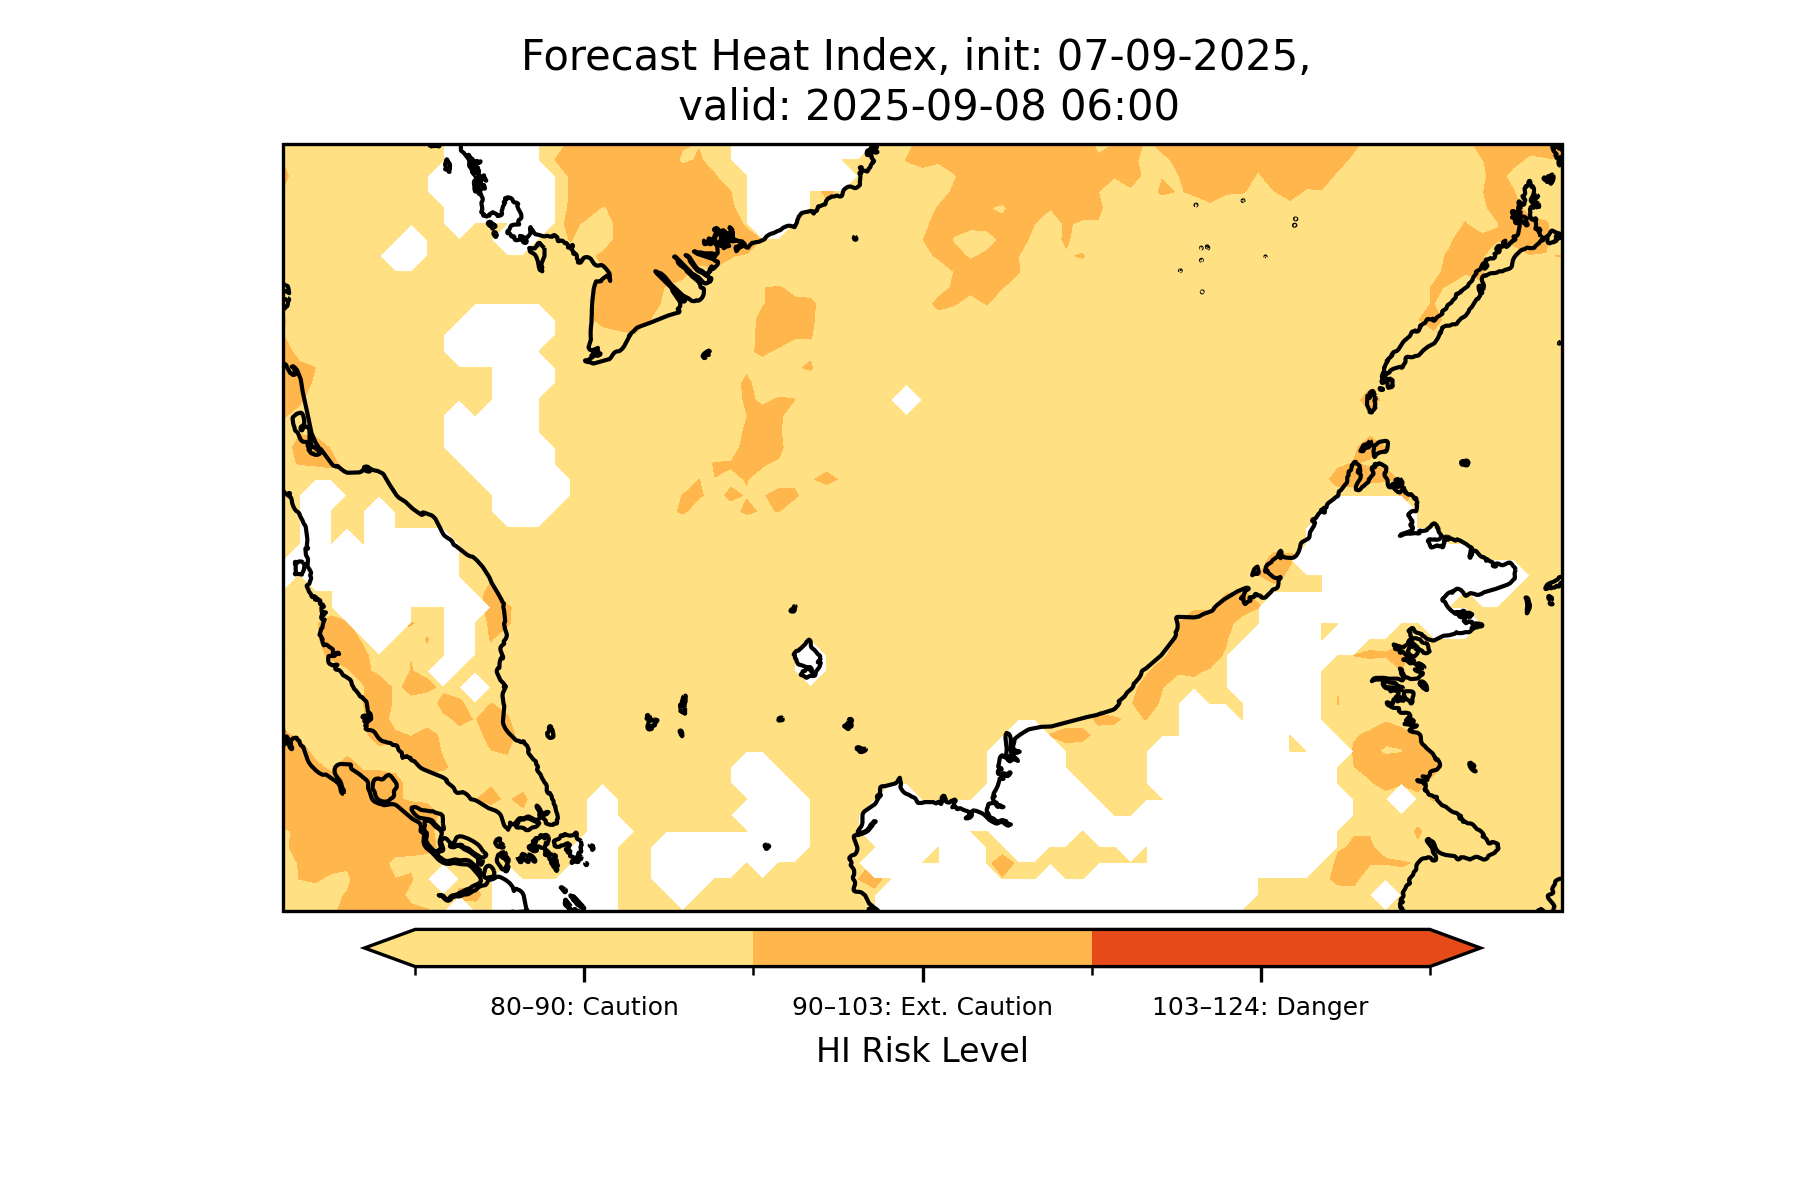 Forecast Heat Index, init: 07-09-2025,
valid: 2025-09-08 06:00
80–90: Caution
90–103: Ext. Caution
103–124: Danger
HI Risk Level